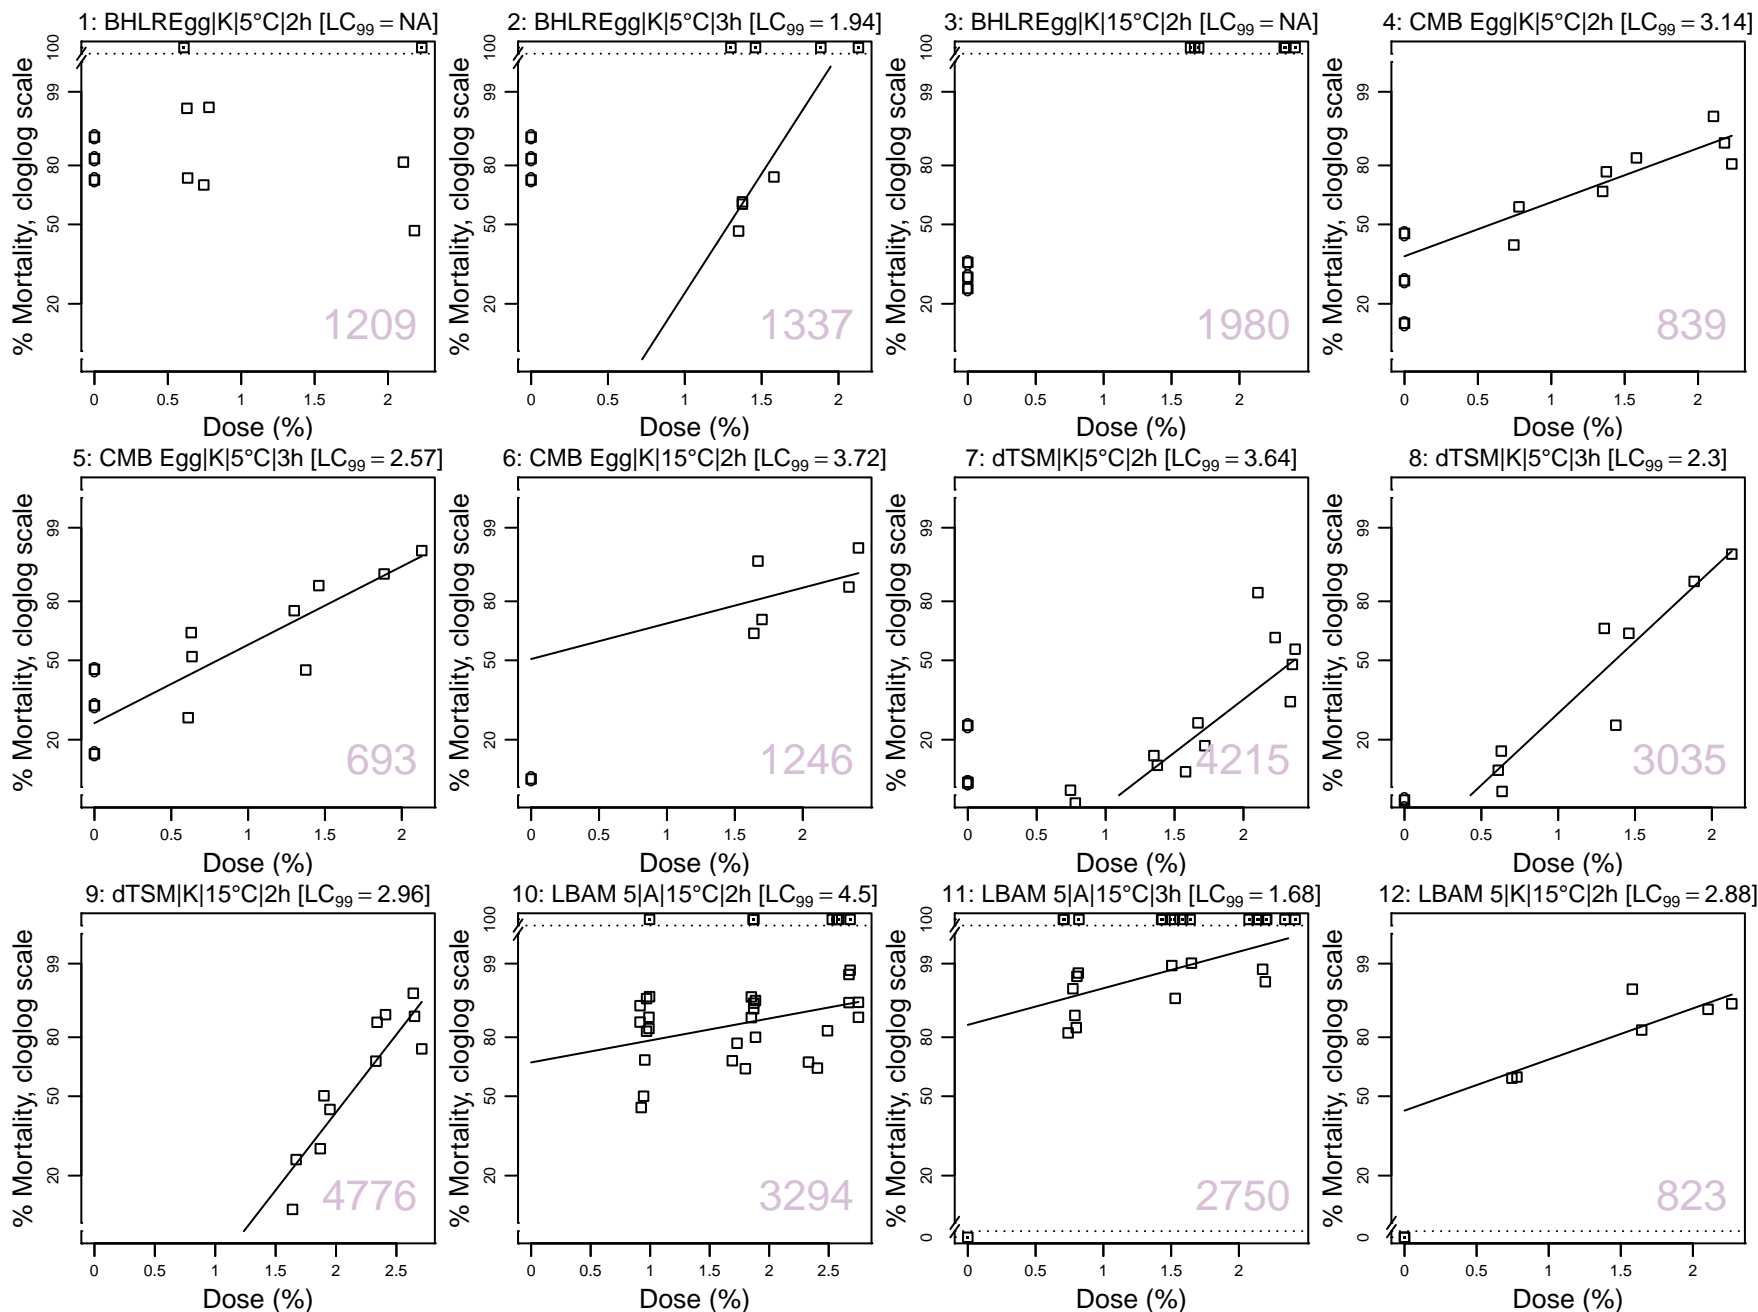 1: BHLREgg|K|5°C|2h [LC99 = NA]
% Mortality, cloglog scale
100
99
80
50
20
1209
0 0.5 1 1.5 2
Dose (%)
2: BHLREgg|K|5°C|3h [LC99 = 1.94]
% Mortality, cloglog scale
100
99
80
50
20
1337
0 0.5 1 1.5 2
Dose (%)
3: BHLREgg|K|15°C|2h [LC99 = NA]
% Mortality, cloglog scale
100
99
80
50
20
1980
0 0.5 1 1.5 2
Dose (%)
4: CMB Egg|K|5°C|2h [LC99 = 3.14]
% Mortality, cloglog scale
100
99
80
50
20
839
0 0.5 1 1.5 2
Dose (%)
5: CMB Egg|K|5°C|3h [LC99 = 2.57]
% Mortality, cloglog scale
99
80
50
20
693
0 0.5 1 1.5 2
Dose (%)
6: CMB Egg|K|15°C|2h [LC99 = 3.72]
% Mortality, cloglog scale
99
80
50
20
1246
0 0.5 1 1.5 2
Dose (%)
7: dTSM|K|5°C|2h [LC99 = 3.64]
% Mortality, cloglog scale
99
80
50
20
4215
0 0.5 1 1.5 2
Dose (%)
8: dTSM|K|5°C|3h [LC99 = 2.3]
% Mortality, cloglog scale
99
80
50
20
3035
0 0.5 1 1.5 2
Dose (%)
9: dTSM|K|15°C|2h [LC99 = 2.96]
% Mortality, cloglog scale
99
80
50
20
4776
0 0.5 1 1.5 2 2.5
Dose (%)
10: LBAM 5|A|15°C|2h [LC99 = 4.5]
% Mortality, cloglog scale
100
99
80
50
20
3294
0 0.5 1 1.5 2 2.5
Dose (%)
11: LBAM 5|A|15°C|3h [LC99 = 1.68]
% Mortality, cloglog scale
100
99
80
50
20
0
2750
0 0.5 1 1.5 2
Dose (%)
12: LBAM 5|K|15°C|2h [LC99 = 2.88]
% Mortality, cloglog scale
99
80
50
20
0
823
0 0.5 1 1.5 2
Dose (%)